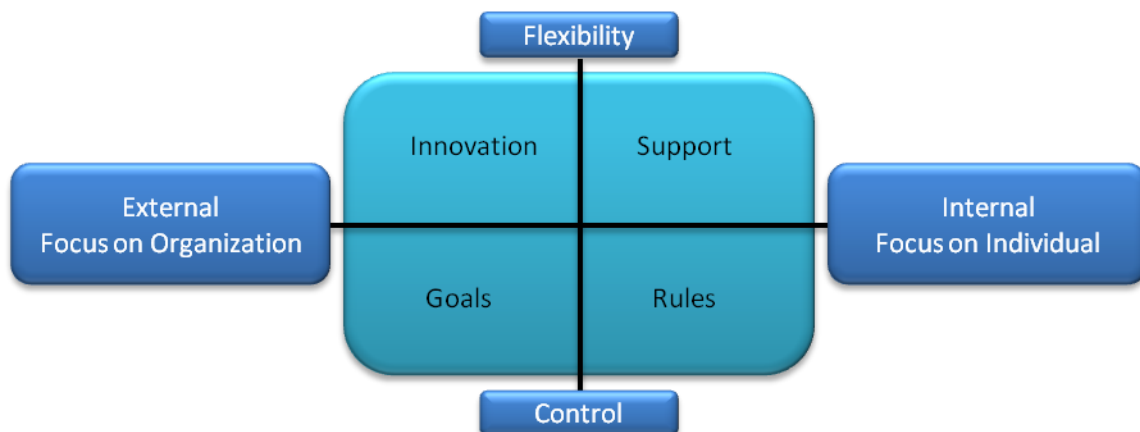 Flexibility
Innovation
Support
External
Focus on Organization
Internal
Focus on Individual
Goals
Rules
Control